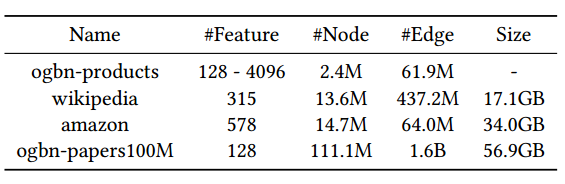 Name #Feature #Node #Edge Size
ogbn-products 128 - 4096 2.4M 61.9M -
wikipedia 315 13.6M 437.2M 17.1GB
amazon 578 14.7M 64.0M 34.0GB
ogbn-papers100M 128 111.1M 1.6B 56.9GB